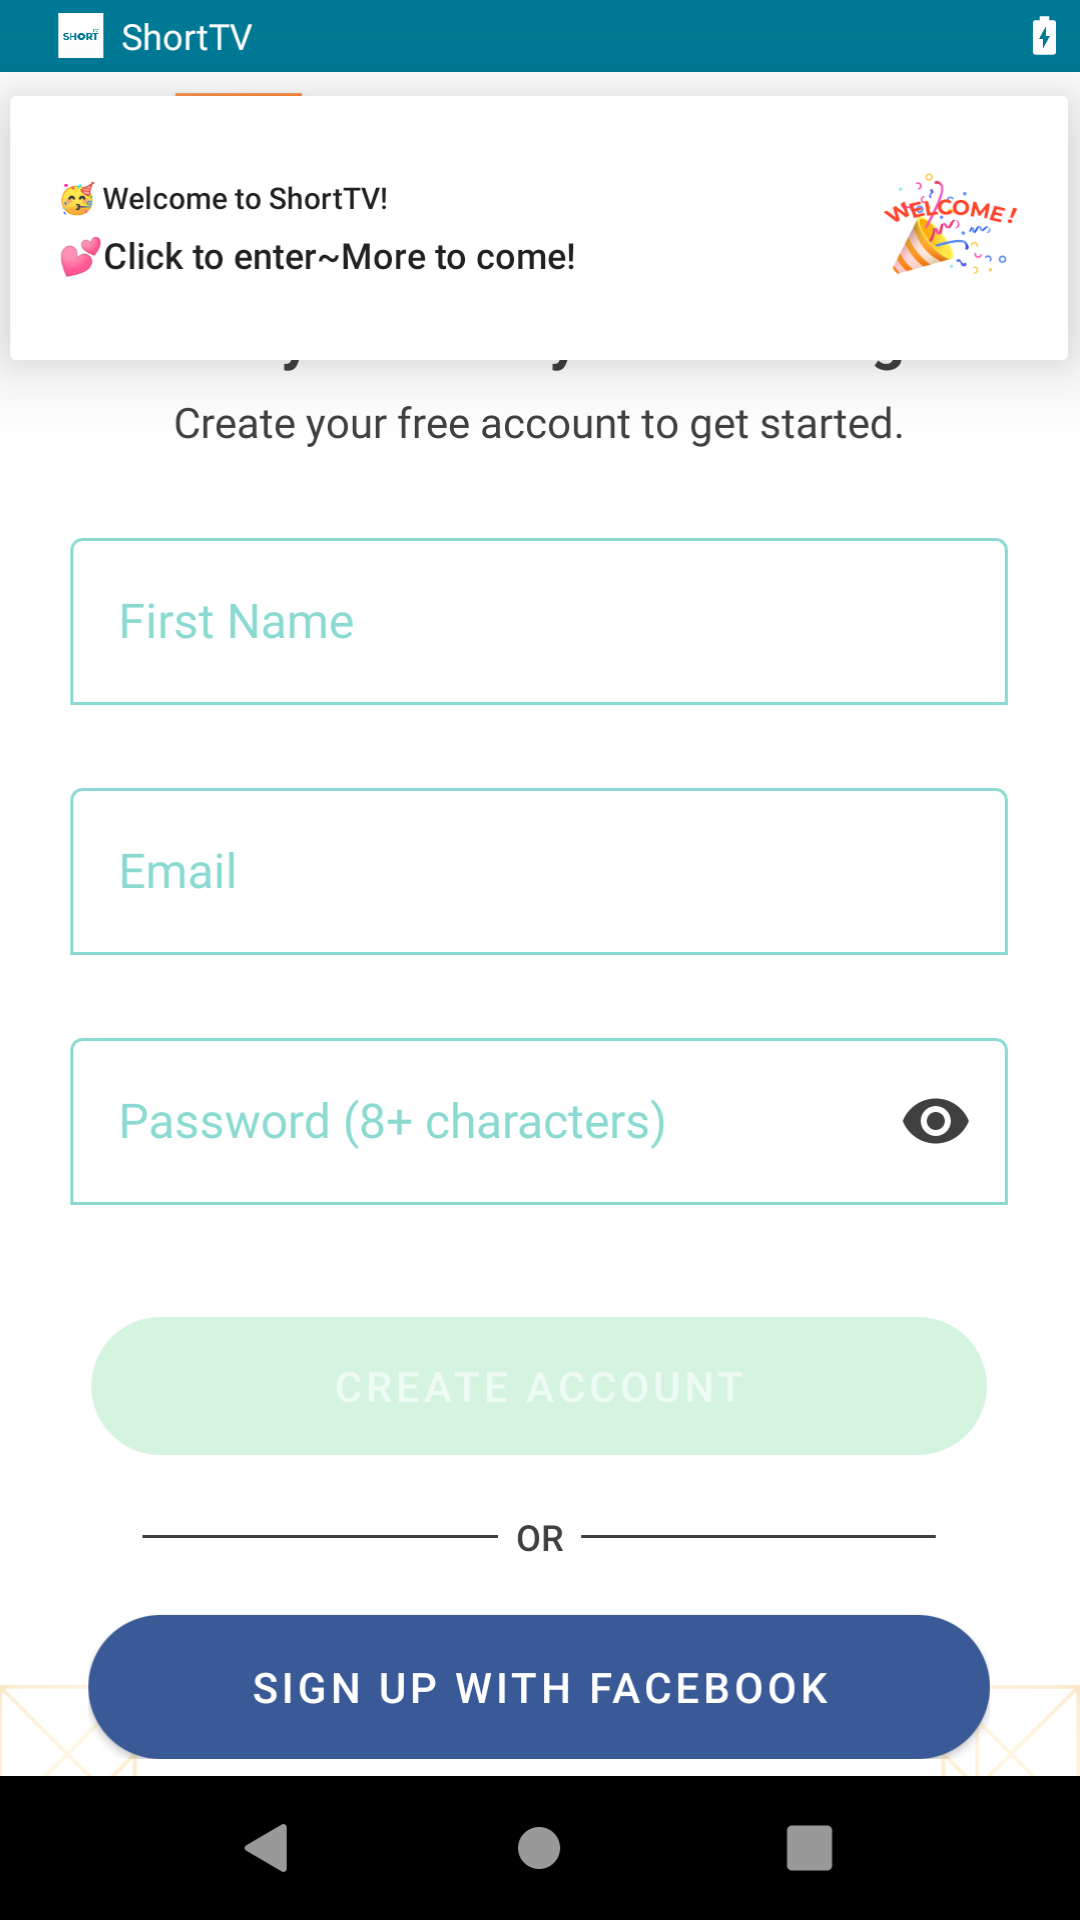 SHORT ShortTV
🥳 Welcome to ShortTV!
💕Click to enter~More to come!
WELCOME!
Create your free account to get started.
First Name
Email
Password (8+ characters)
CREATE ACCOUNT
OR
SIGN UP WITH FACEBOOK